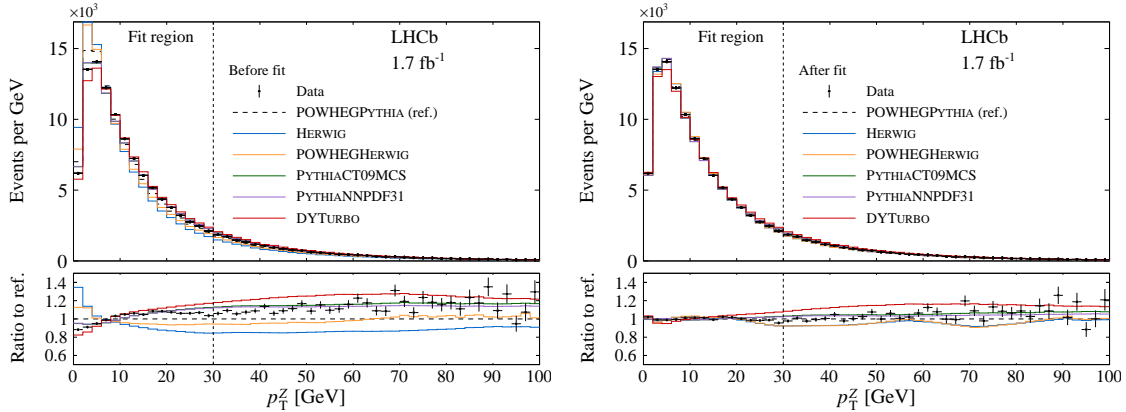 ×10³
Fit region
LHCb
1.7 fb⁻¹
Before fit
Data
POWHEGPYTHIA (ref.)
HERWIG
POWHEGHERWIG
PYTHIACT09MCS
PYTHIANNPDF31
DYTURBO
Events per GeV
15
10
5
0
Ratio to ref.
1.4
1.2
1.0
0.8
0.6
0 10 20 30 40 50 60 70 80 90 100
p_T^Z [GeV]
×10³
Fit region
LHCb
1.7 fb⁻¹
After fit
Data
POWHEGPYTHIA (ref.)
HERWIG
POWHEGHERWIG
PYTHIACT09MCS
PYTHIANNPDF31
DYTURBO
Events per GeV
15
10
5
0
Ratio to ref.
1.4
1.2
1.0
0.8
0.6
0 10 20 30 40 50 60 70 80 90 100
p_T^Z [GeV]